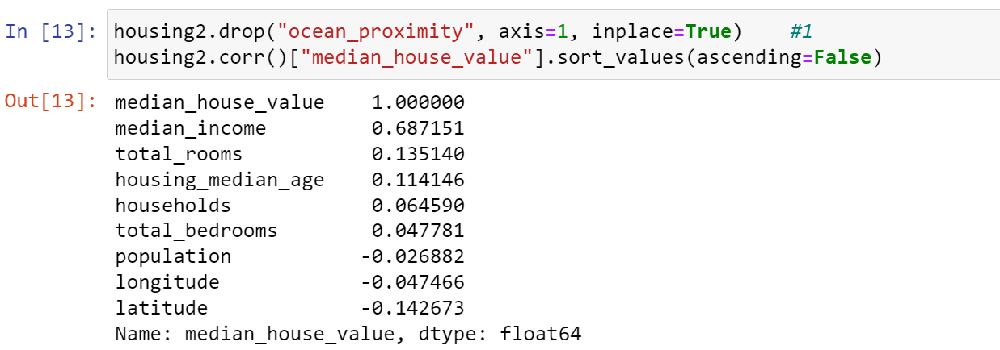 In [13]: housing2.drop("ocean_proximity", axis=1, inplace=True)    #1
housing2.corr()["median_house_value"].sort_values(ascending=False)
Out[13]: median_house_value    1.000000
median_income         0.687151
total_rooms           0.135140
housing_median_age    0.114146
households            0.064590
total_bedrooms        0.047781
population           -0.026882
longitude            -0.047466
latitude             -0.142673
Name: median_house_value, dtype: float64